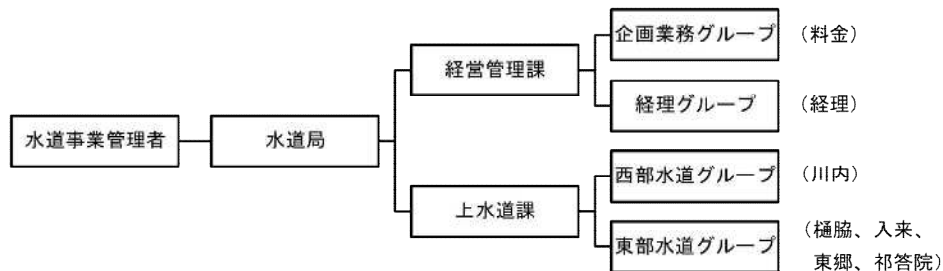 水道事業管理者
水道局
経営管理課
企画業務グループ (料金)
経理グループ (経理)
上水道課
西部水道グループ (川内)
東部水道グループ (樋脇、入来、
東郷、祁答院)